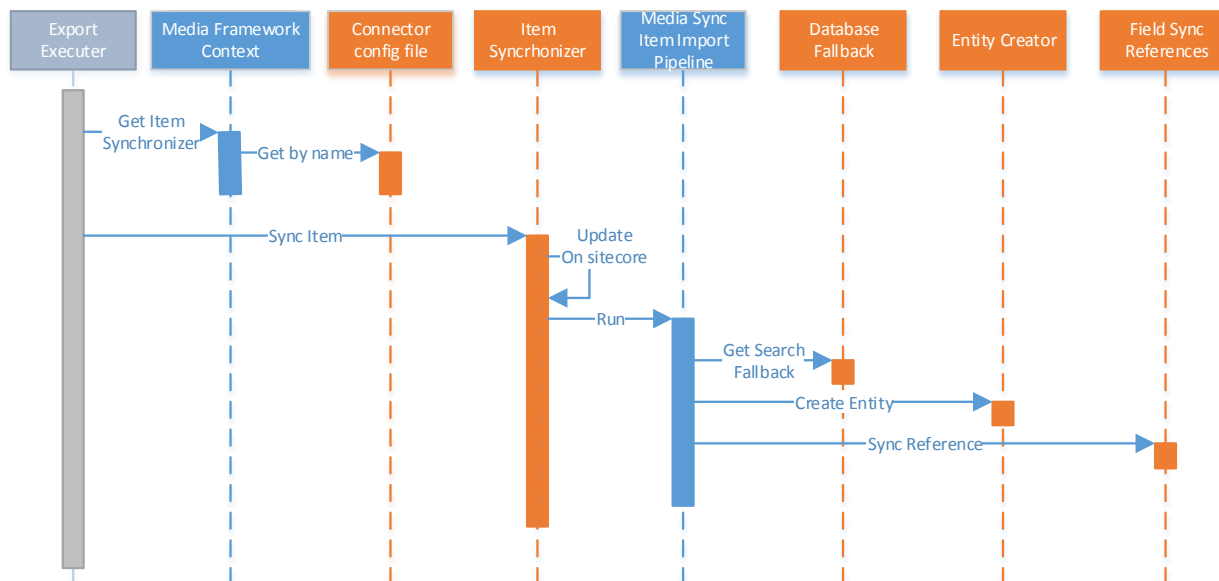 Export
Executer
Media Framework
Context
Connector
config file
Item
Syncrhonizer
Media Sync
Item Import
Pipeline
Database
Fallback
Entity Creator
Field Sync
References
Get Item
Synchronizer
Get by name
Sync Item
Update
On sitecore
Run
Get Search
Fallback
Create Entity
Sync Reference